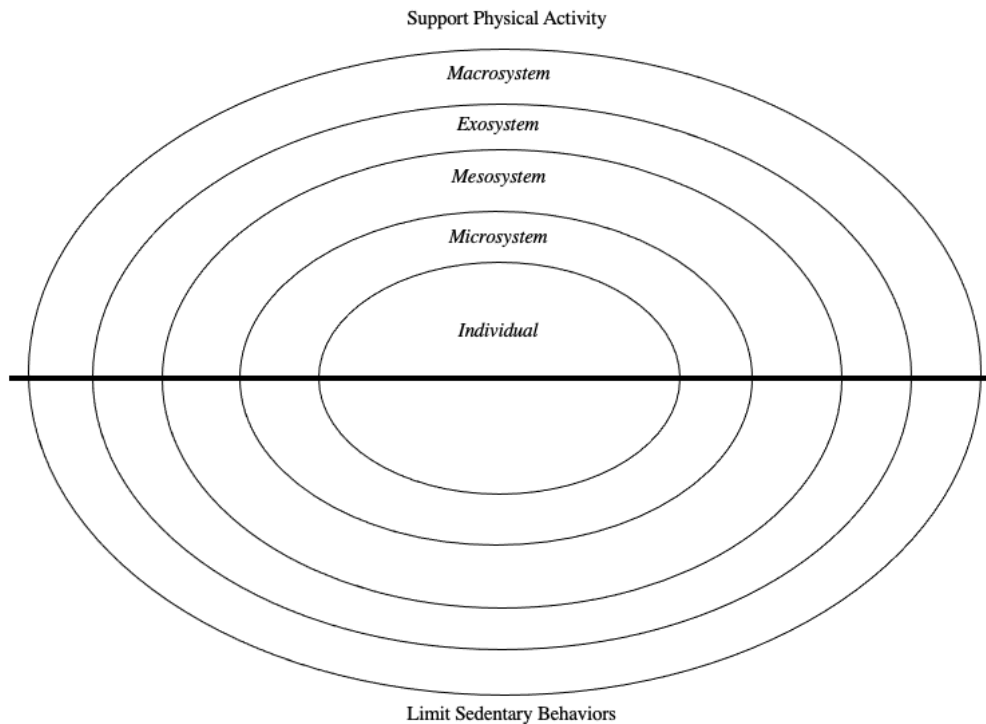 Support Physical Activity
Macrosystem
Exosystem
Mesosystem
Microsystem
Individual
Limit Sedentary Behaviors